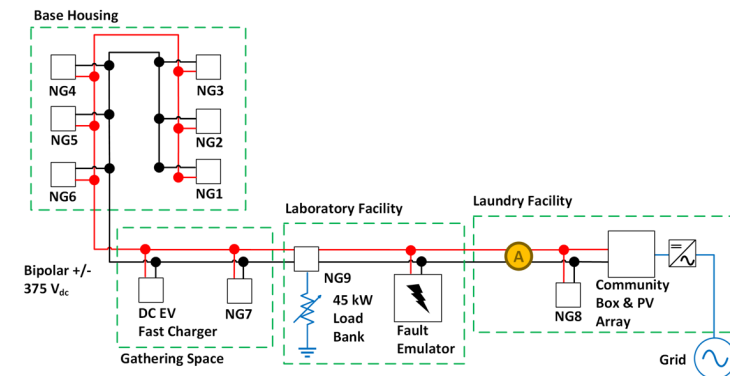 Base Housing
NG4
NG3
NG5
NG2
NG6
NG1
Laboratory Facility
Laundry Facility
Bipolar +/-
375 Vdc
DC EV
Fast Charger
NG7
Gathering Space
NG9
45 kW
Load
Bank
Fault
Emulator
A
NG8
Community
Box & PV
Array
Grid